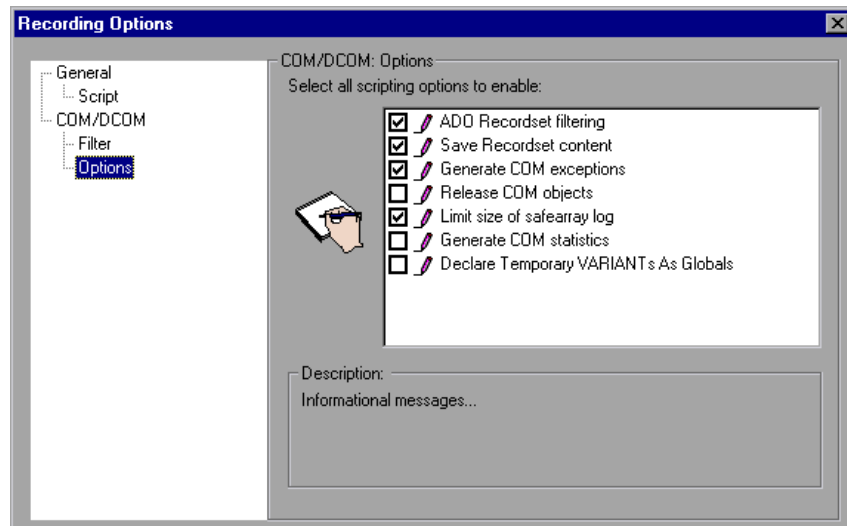 Recording Options
General
Script
COM/DCOM
Filter
Options
COM/DCOM: Options
Select all scripting options to enable:
ADO Recordset filtering
Save Recordset content
Generate COM exceptions
Release COM objects
Limit size of safearray log
Generate COM statistics
Declare Temporary VARIANTs As Globals
Description:
Informational messages...